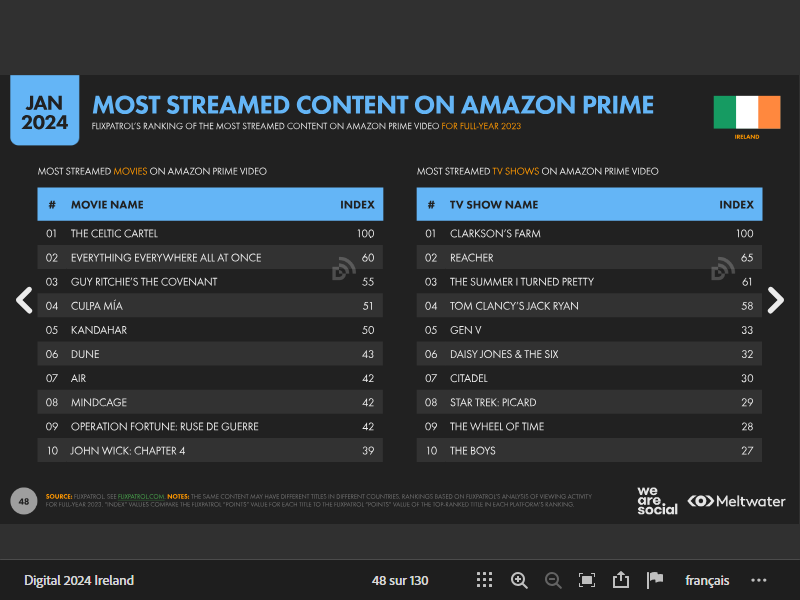 JAN
2024
MOST STREAMED CONTENT ON AMAZON PRIME
FLIXPATROL'S RANKING OF THE MOST STREAMED CONTENT ON AMAZON PRIME VIDEO FOR FULL-YEAR 2023
IRELAND
MOST STREAMED MOVIES ON AMAZON PRIME VIDEO
# MOVIE NAME INDEX
01 THE CELTIC CARTEL 100
02 EVERYTHING EVERYWHERE ALL AT ONCE 60
03 GUY RITCHIE'S THE COVENANT 55
04 CULPA MÍA 51
05 KANDAHAR 50
06 DUNE 43
07 AIR 42
08 MINDCAGE 42
09 OPERATION FORTUNE: RUSE DE GUERRE 42
10 JOHN WICK: CHAPTER 4 39
MOST STREAMED TV SHOWS ON AMAZON PRIME VIDEO
# TV SHOW NAME INDEX
01 CLARKSON'S FARM 100
02 REACHER 65
03 THE SUMMER I TURNED PRETTY 61
04 TOM CLANCY'S JACK RYAN 58
05 GEN V 33
06 DAISY JONES & THE SIX 32
07 CITADEL 30
08 STAR TREK: PICARD 29
09 THE WHEEL OF TIME 28
10 THE BOYS 27
48
SOURCE: FLIXPATROL. SEE FLIXPATROL.COM. NOTES: THE SAME CONTENT MAY HAVE DIFFERENT TITLES IN DIFFERENT COUNTRIES. RANKINGS BASED ON FLIXPATROL'S ANALYSIS OF VIEWING ACTIVITY
FOR FULL-YEAR 2023. "INDEX" VALUES COMPARE THE FLIXPATROL "POINTS" VALUE FOR EACH TITLE TO THE FLIXPATROL "POINTS" VALUE OF THE TOP-RANKED TITLE IN EACH PLATFORM'S RANKING.
we
are
social
Meltwater
Digital 2024 Ireland
48 sur 130
français